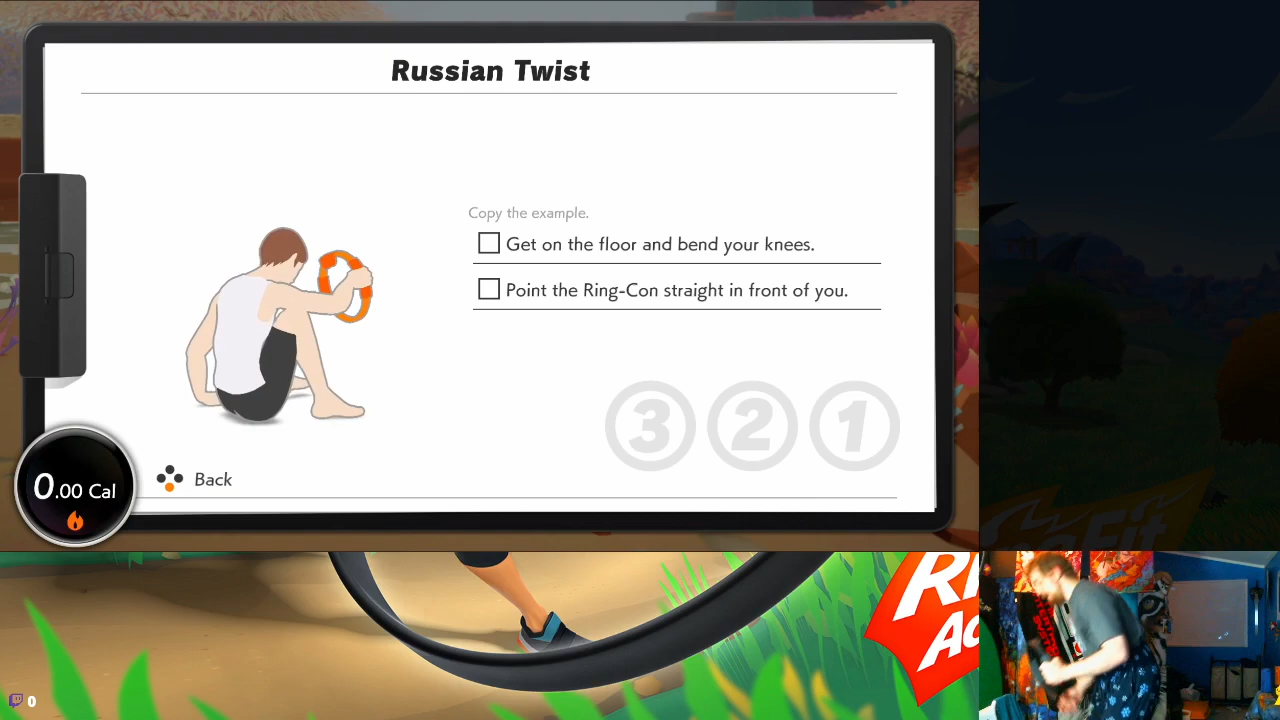 Russian Twist
Copy the example.
Get on the floor and bend your knees.
Point the Ring-Con straight in front of you.
3 2 1
0.00 Cal
Back
0